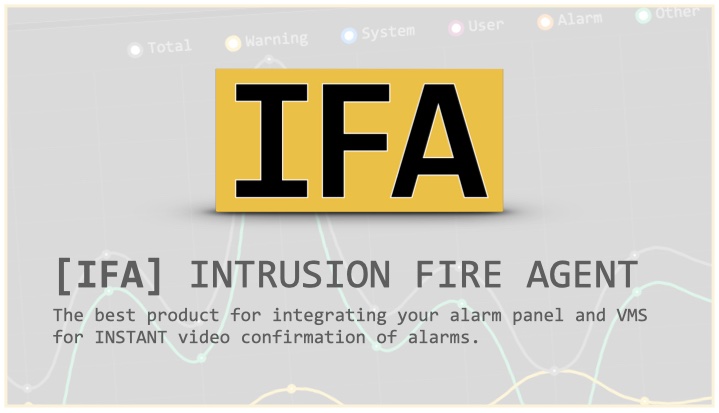 Total Warning System User Alarm Other
IFA
[IFA] INTRUSION FIRE AGENT
The best product for integrating your alarm panel and VMS
for INSTANT video confirmation of alarms.